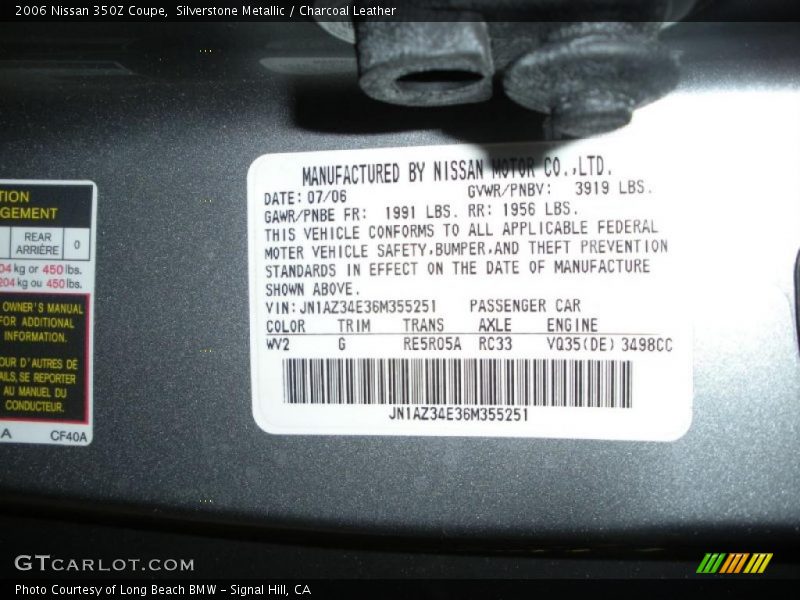 2006 Nissan 350Z Coupe, Silverstone Metallic / Charcoal Leather
MANUFACTURED BY NISSAN MOTOR CO.,LTD.
DATE: 07/06 GVWR/PNBV: 3919 LBS.
GAWR/PNBE FR: 1991 LBS. RR: 1956 LBS.
THIS VEHICLE CONFORMS TO ALL APPLICABLE FEDERAL
MOTER VEHICLE SAFETY,BUMPER,AND THEFT PREVENTION
STANDARDS IN EFFECT ON THE DATE OF MANUFACTURE
SHOWN ABOVE.
VIN: JN1AZ34E36M355251 PASSENGER CAR
COLOR TRIM TRANS AXLE ENGINE
WV2 G RE5R05A RC33 VQ35(DE) 3498CC
JN1AZ34E36M355251
TION
GEMENT
REAR
ARRIÈRE 0
04 kg or 450 lbs.
204 kg ou 450 lbs.
OWNER'S MANUAL
FOR ADDITIONAL
INFORMATION.
OUR D'AUTRES DE
AILS, SE REPORTER
AU MANUEL DU
CONDUCTEUR.
A CF40A
GTCARLOT.COM
Photo Courtesy of Long Beach BMW - Signal Hill, CA